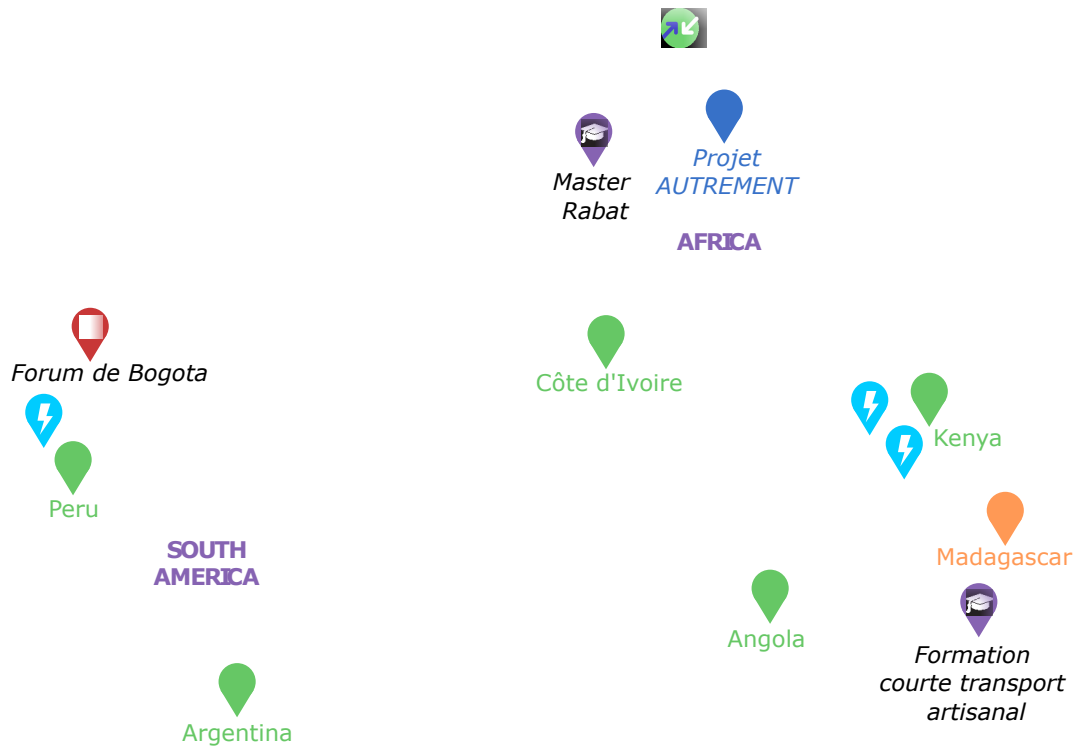 Projet
AUTREMENT
Master
Rabat
AFRICA
Forum de Bogota
Côte d'Ivoire
Kenya
Peru
SOUTH
AMERICA
Madagascar
Angola
Formation
courte transport
artisanal
Argentina